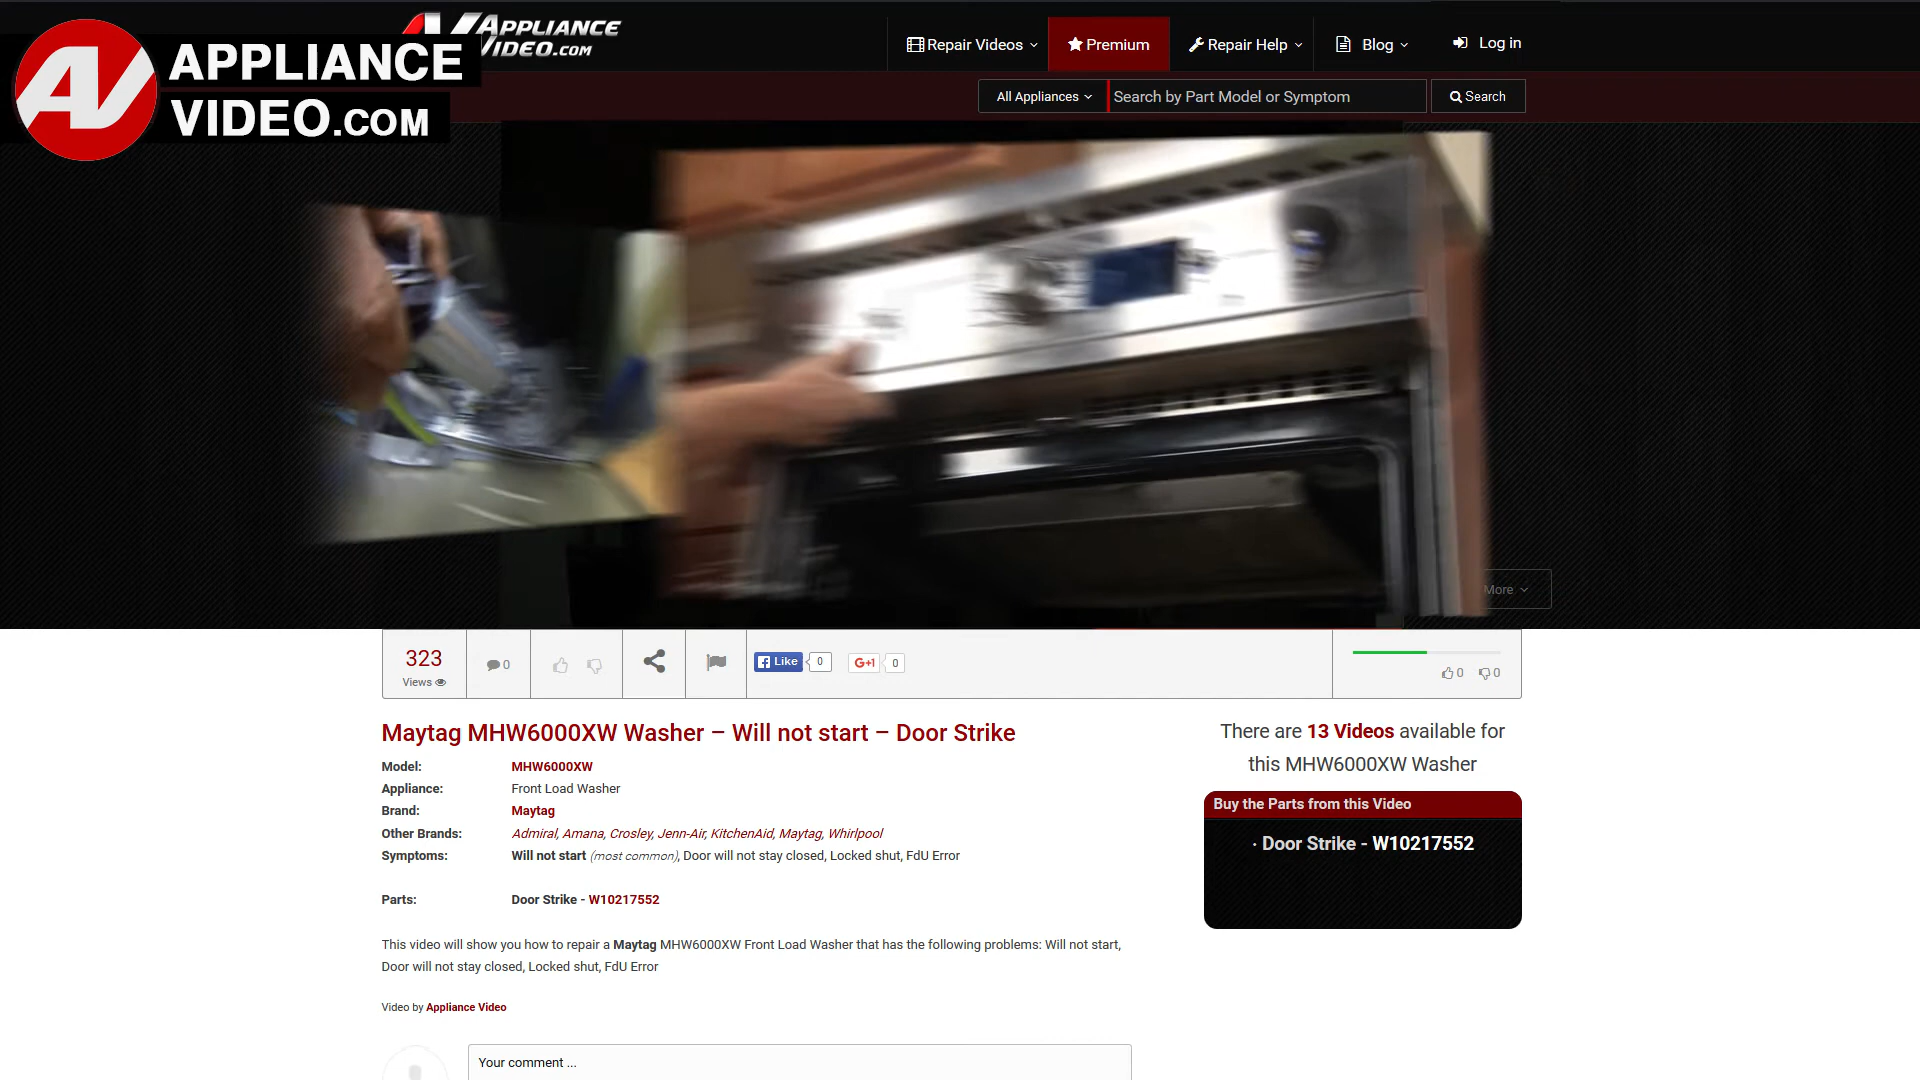 APPLIANCE
VIDEO.COM
APPLIANCE
VIDEO.COM
Repair Videos
Premium
Repair Help
Blog
Log in
All Appliances
Search by Part Model or Symptom
Search
More
323
Views
0
Like
0
G+1
0
0
0
Maytag MHW6000XW Washer – Will not start – Door Strike
Model: MHW6000XW
Appliance: Front Load Washer
Brand: Maytag
Other Brands: Admiral, Amana, Crosley, Jenn-Air, KitchenAid, Maytag, Whirlpool
Symptoms: Will not start (most common), Door will not stay closed, Locked shut, FdU Error
Parts: Door Strike - W10217552
This video will show you how to repair a Maytag MHW6000XW Front Load Washer that has the following problems: Will not start,
Door will not stay closed, Locked shut, FdU Error
Video by Appliance Video
Your comment ...
There are 13 Videos available for
this MHW6000XW Washer
Buy the Parts from this Video
· Door Strike - W10217552